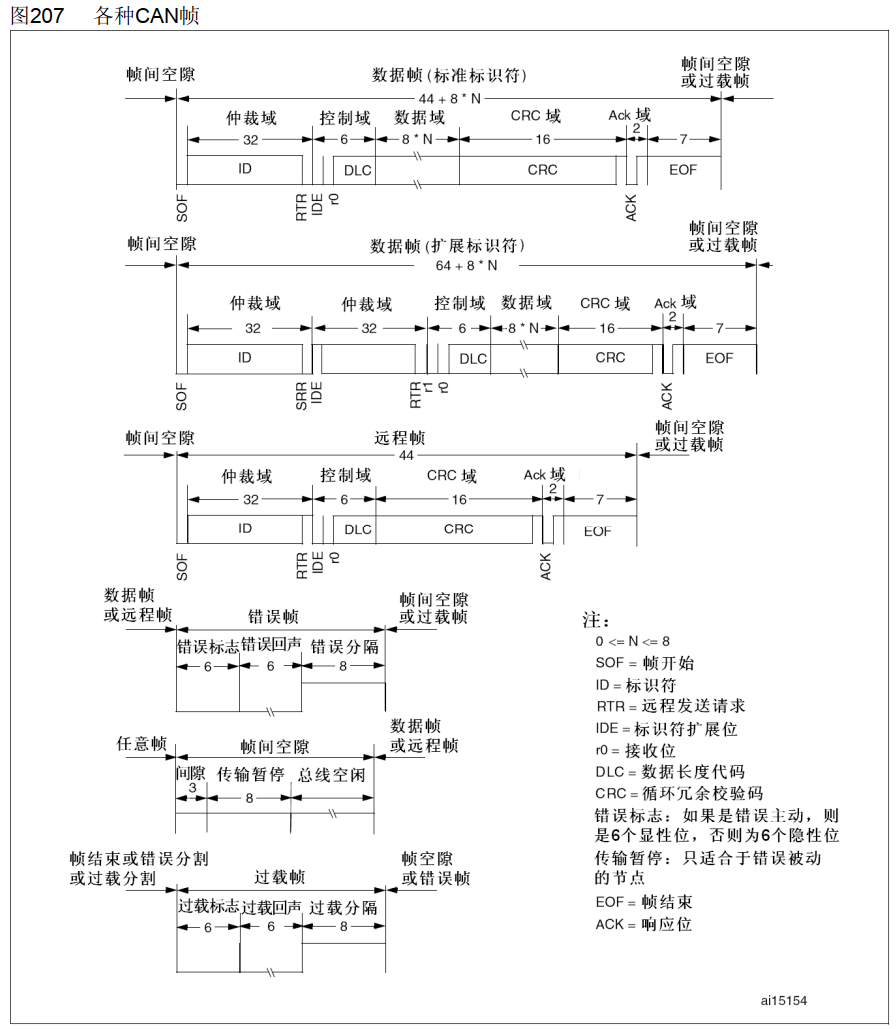 图207 各种CAN帧
帧间空隙
数据帧(标准标识符)
帧间空隙
或过载帧
44 + 8 * N
仲裁域 控制域 数据域 CRC 域 Ack 域
32 6 8 * N 16 2 7
ID DLC CRC EOF
SOF RTR IDE r0 ACK
帧间空隙
数据帧(扩展标识符)
帧间空隙
或过载帧
64 + 8 * N
仲裁域 仲裁域 控制域 数据域 CRC 域 Ack 域
32 32 6 8 * N 16 2 7
ID DLC CRC EOF
SOF SRR IDE RTR r1 r0 ACK
帧间空隙
远程帧
帧间空隙
或过载帧
44
仲裁域 控制域 CRC 域 Ack 域
32 6 16 2 7
ID DLC CRC EOF
SOF RTR IDE r0 ACK
数据帧
或远程帧
错误帧
帧间空隙
或过载帧
错误标志 错误回声 错误分隔
6 6 8
任意帧
帧间空隙
数据帧
或远程帧
间隙 传输暂停 总线空闲
3 8
帧结束或错误分割
或过载分割
过载帧
帧空隙
或错误帧
过载标志 过载回声 过载分隔
6 6 8
注:
0 <= N <= 8
SOF = 帧开始
ID = 标识符
RTR = 远程发送请求
IDE = 标识符扩展位
r0 = 接收位
DLC = 数据长度代码
CRC = 循环冗余校验码
错误标志:如果是错误主动,则
是6个显性位,否则为6个隐性位
传输暂停:只适合于错误被动
的节点
EOF = 帧结束
ACK = 响应位
ai15154